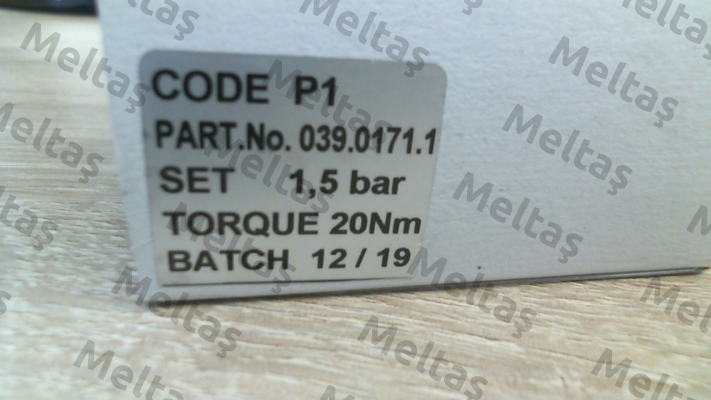 CODE P1
PART.No. 039.0171.1
SET 1,5 bar
TORQUE 20Nm
BATCH 12 / 19
Meltaş